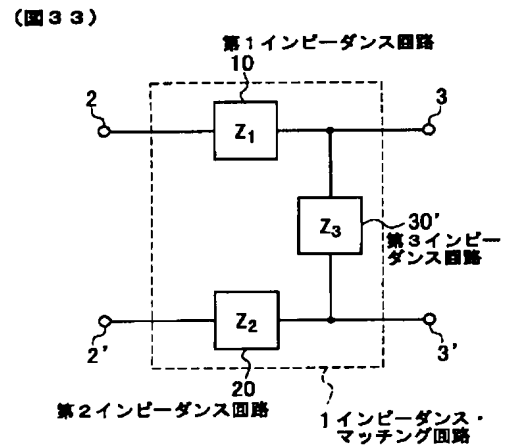 (図33)
第1インピーダンス回路
10
2
3
Z1
Z3
30'
第3インピー
ダンス回路
Z2
2'
3'
20
第2インピーダンス回路
1 インピーダンス・
マッチング回路